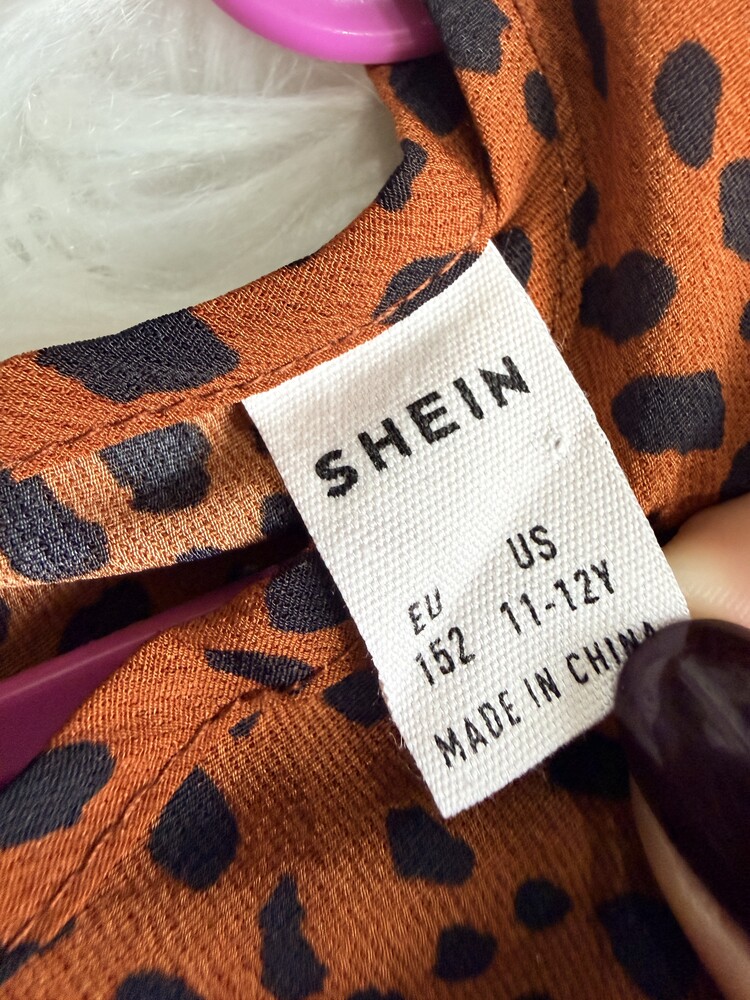 SHEIN
EU US
152 11-12Y
MADE IN CHINA